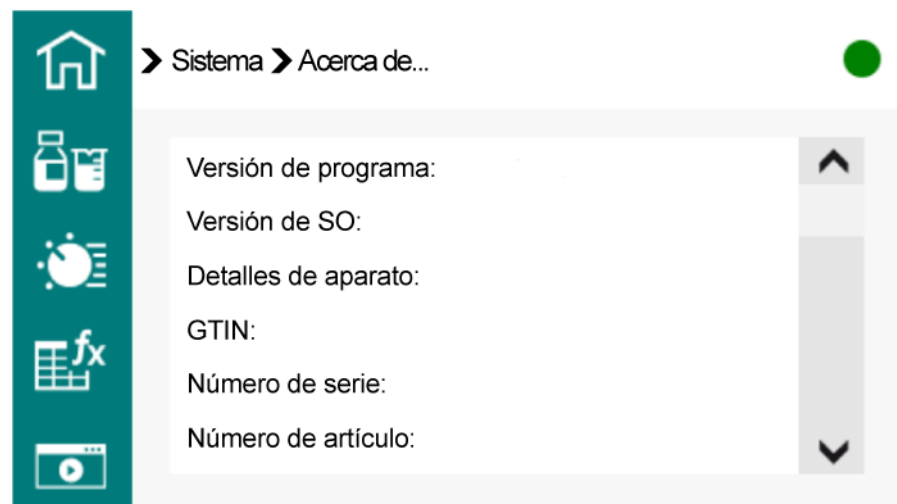 Sistema Acerca de...
Versión de programa:
Versión de SO:
Detalles de aparato:
GTIN:
Número de serie:
Número de artículo:
fx